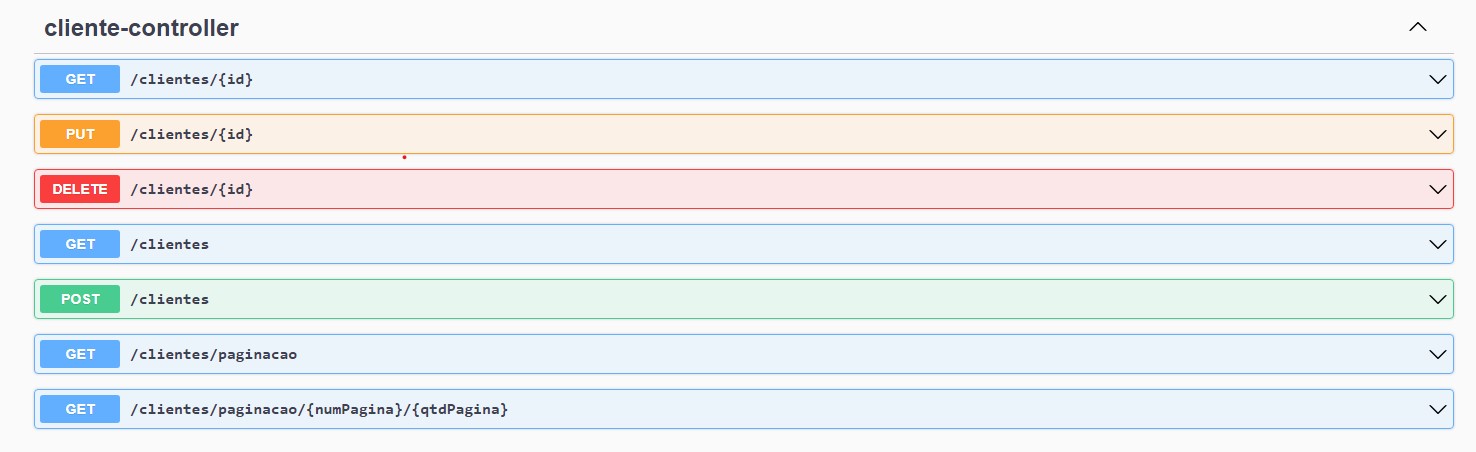 cliente-controller
GET /clientes/{id}
PUT /clientes/{id}
DELETE /clientes/{id}
GET /clientes
POST /clientes
GET /clientes/paginacao
GET /clientes/paginacao/{numPagina}/{qtdPagina}